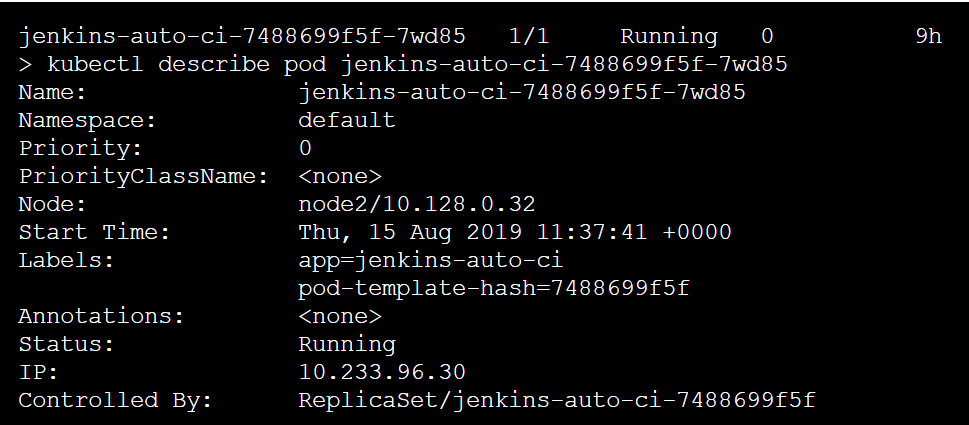 jenkins-auto-ci-7488699f5f-7wd85   1/1     Running   0          9h
> kubectl describe pod jenkins-auto-ci-7488699f5f-7wd85
Name:               jenkins-auto-ci-7488699f5f-7wd85
Namespace:          default
Priority:           0
PriorityClassName:  <none>
Node:               node2/10.128.0.32
Start Time:         Thu, 15 Aug 2019 11:37:41 +0000
Labels:             app=jenkins-auto-ci
                    pod-template-hash=7488699f5f
Annotations:        <none>
Status:             Running
IP:                 10.233.96.30
Controlled By:      ReplicaSet/jenkins-auto-ci-7488699f5f